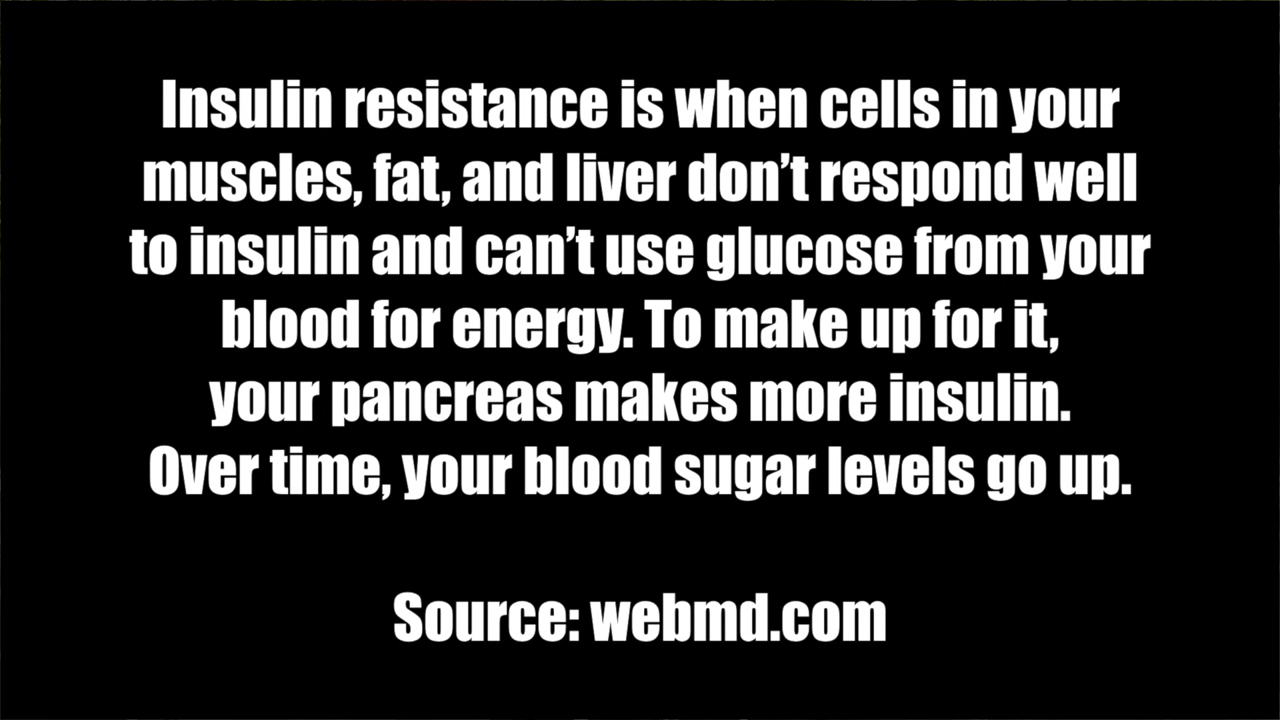 Insulin resistance is when cells in your
muscles, fat, and liver don’t respond well
to insulin and can’t use glucose from your
blood for energy. To make up for it,
your pancreas makes more insulin.
Over time, your blood sugar levels go up.
Source: webmd.com